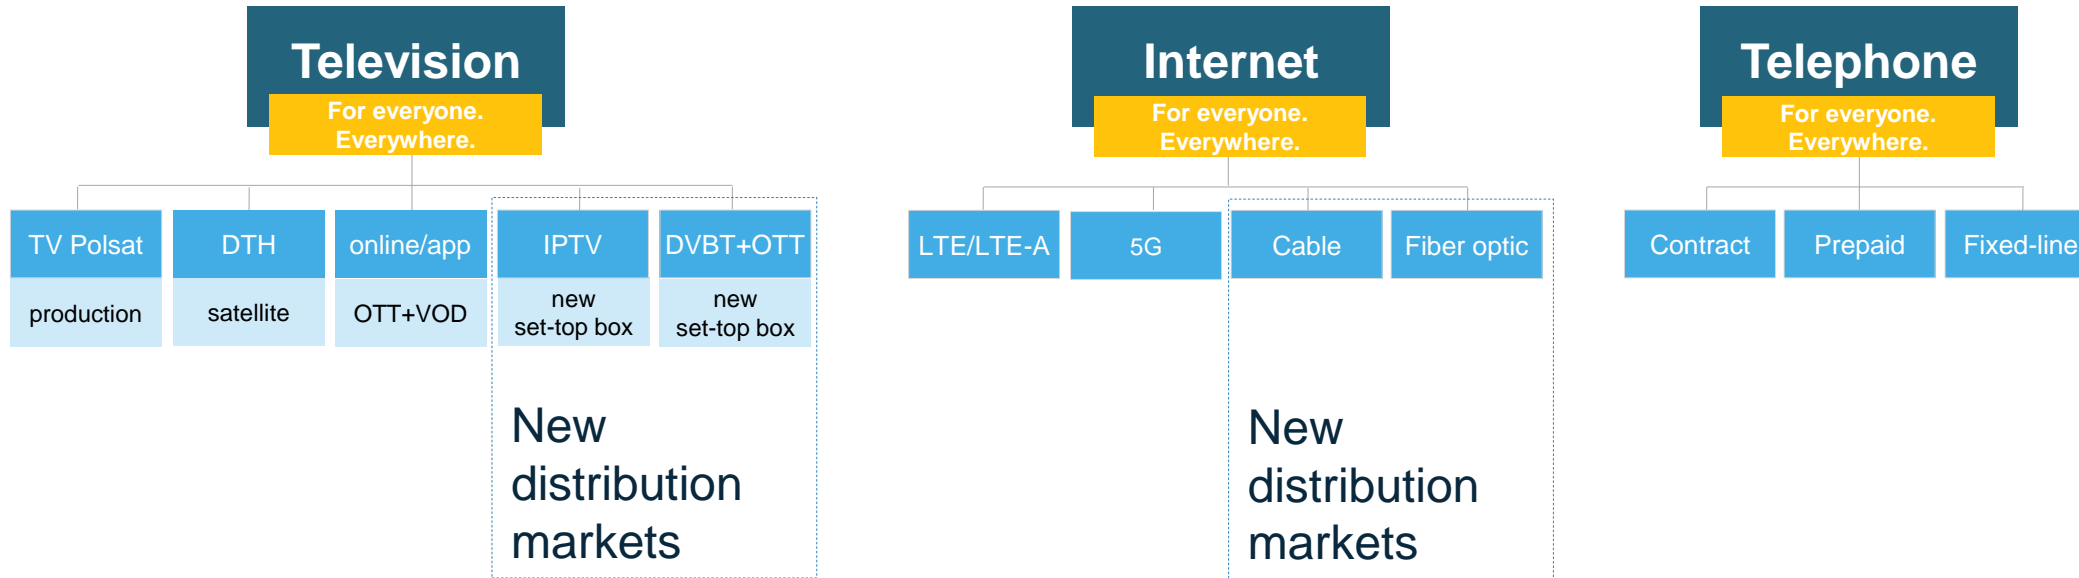 Television
For everyone.
Everywhere.
TV Polsat
production
DTH
satellite
online/app
OTT+VOD
IPTV
new
set-top box
DVBT+OTT
new
set-top box
New
distribution
markets
Internet
For everyone.
Everywhere.
LTE/LTE-A
5G
Cable
Fiber optic
New
distribution
markets
Telephone
For everyone.
Everywhere.
Contract
Prepaid
Fixed-line